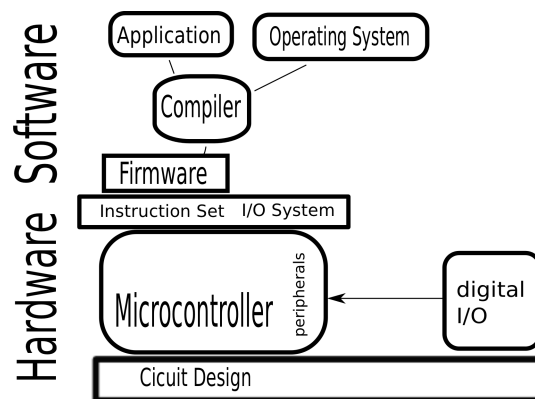 Software
Application
Operating System
Compiler
Firmware
Instruction Set I/O System
Hardware
Microcontroller
peripherals
digital
I/O
Cicuit Design